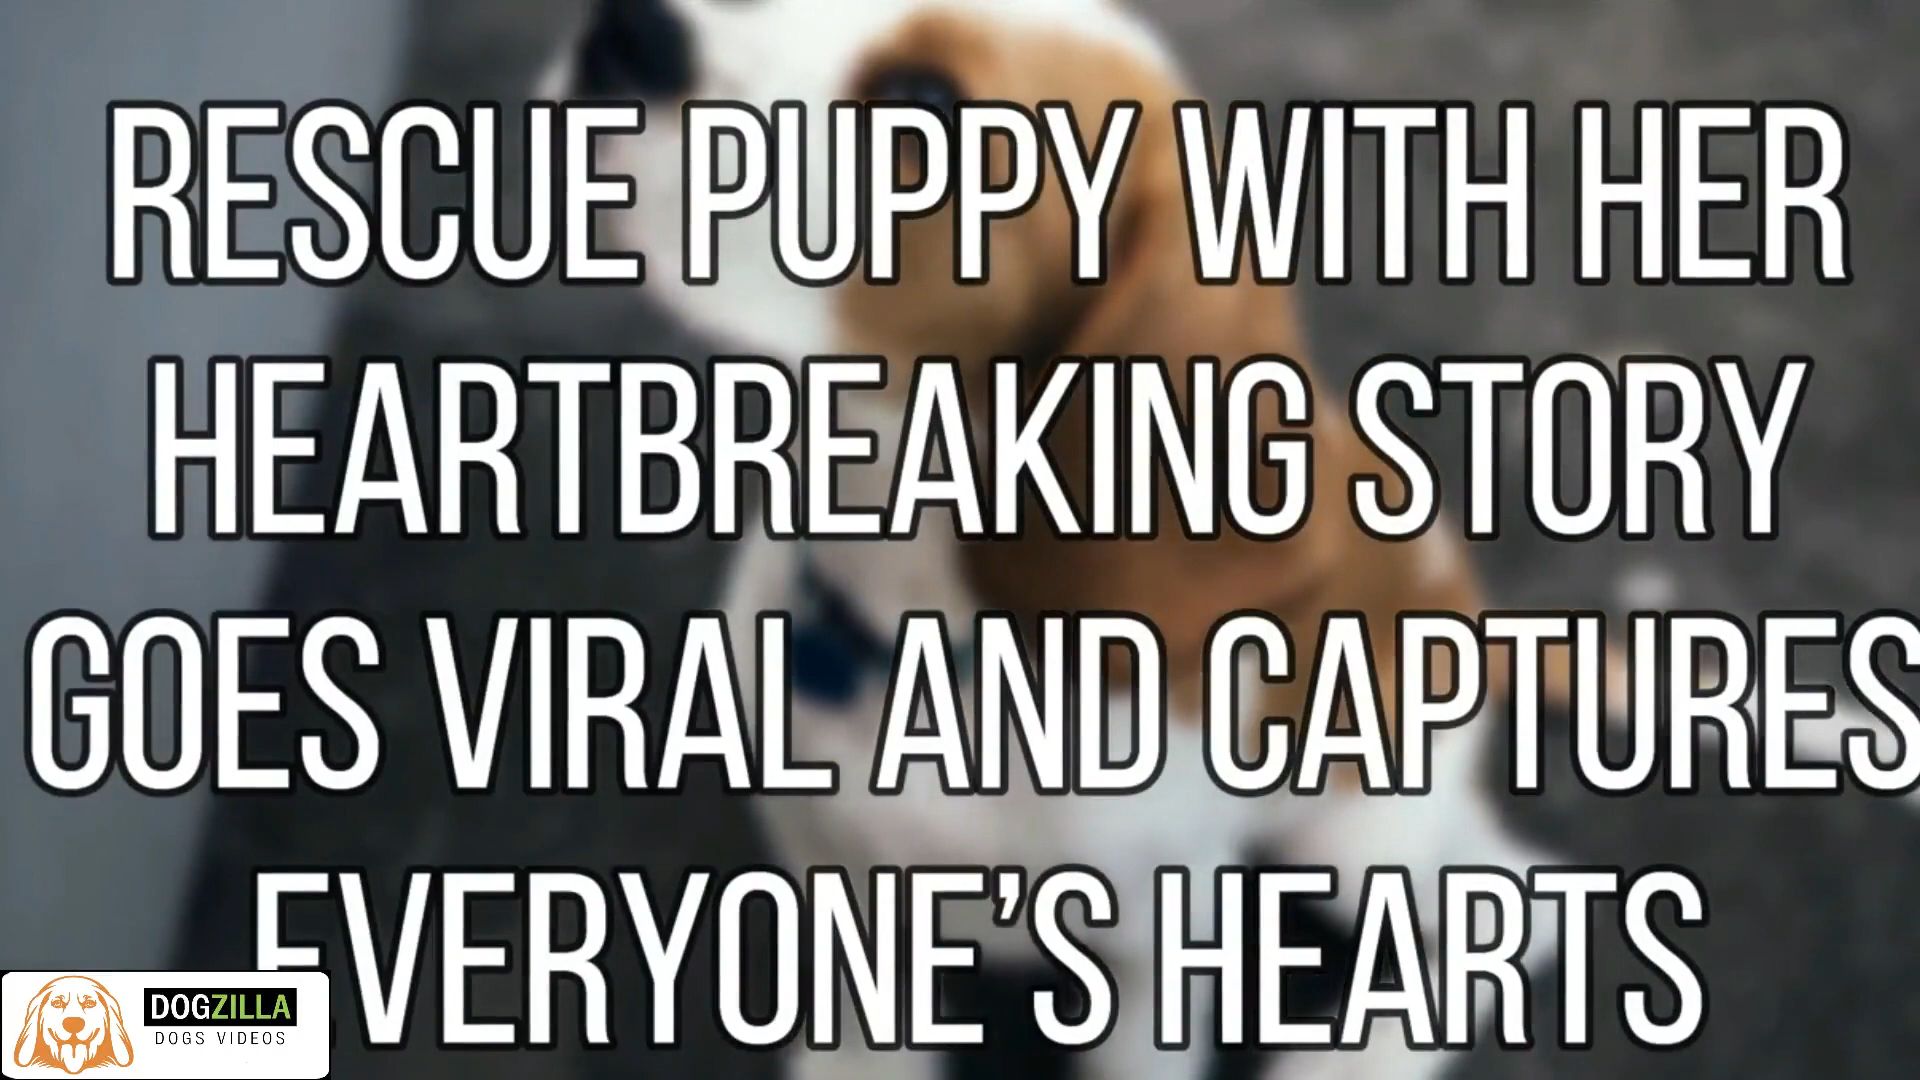 RESCUE PUPPY WITH HER
HEARTBREAKING STORY
GOES VIRAL AND CAPTURES
EVERYONE’S HEARTS
DOGZILLA
DOGS VIDEOS